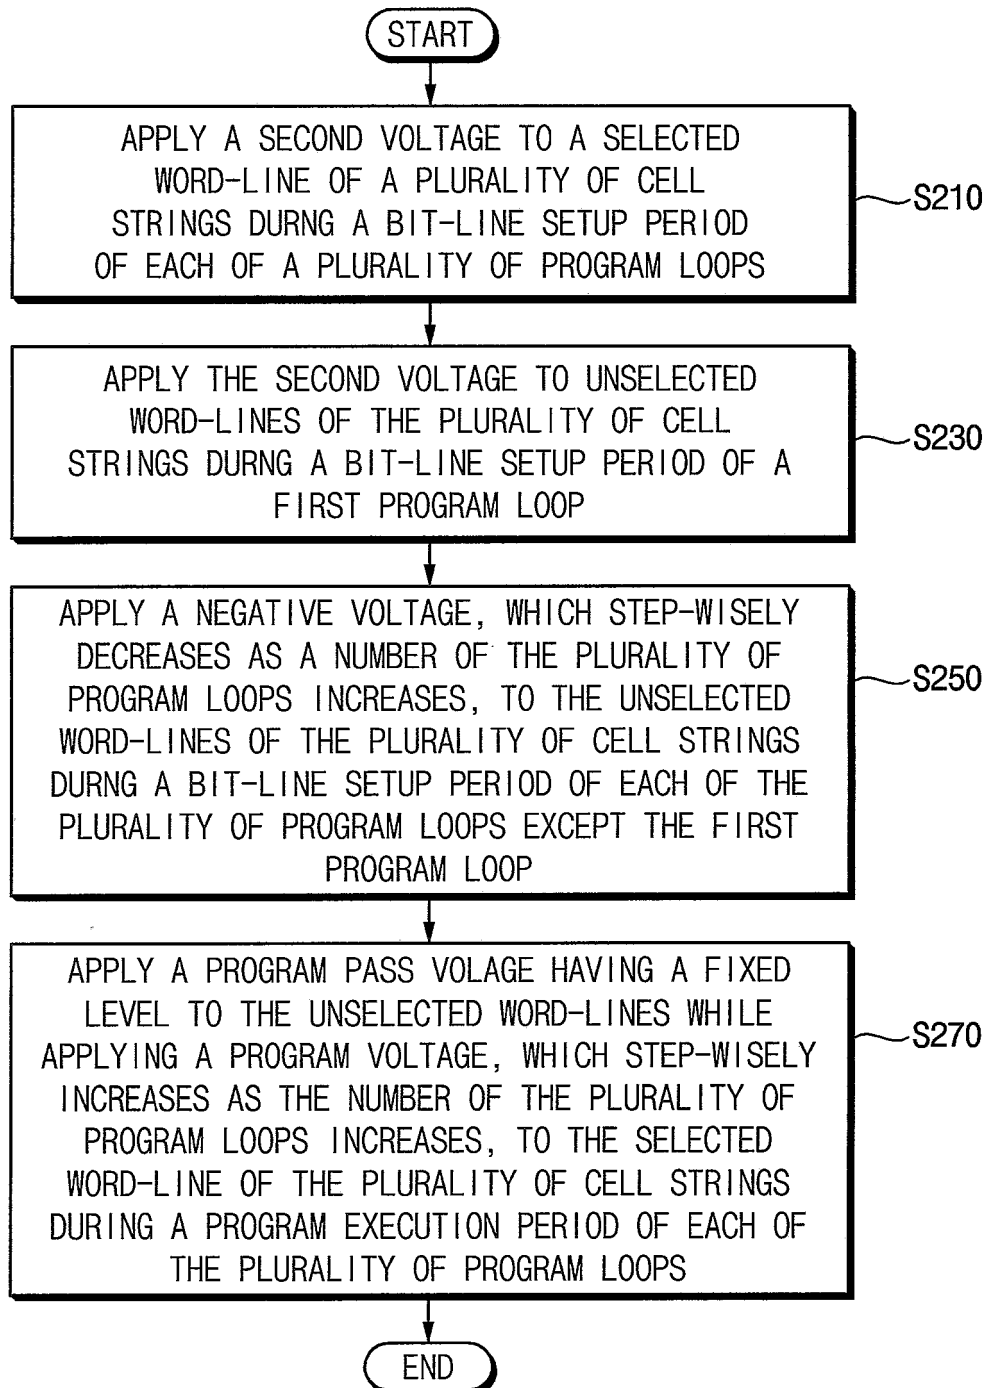 START
APPLY A SECOND VOLTAGE TO A SELECTED
WORD-LINE OF A PLURALITY OF CELL
STRINGS DURNG A BIT-LINE SETUP PERIOD
OF EACH OF A PLURALITY OF PROGRAM LOOPS
S210
APPLY THE SECOND VOLTAGE TO UNSELECTED
WORD-LINES OF THE PLURALITY OF CELL
STRINGS DURNG A BIT-LINE SETUP PERIOD OF A
FIRST PROGRAM LOOP
S230
APPLY A NEGATIVE VOLTAGE, WHICH STEP-WISELY
DECREASES AS A NUMBER OF THE PLURALITY OF
PROGRAM LOOPS INCREASES, TO THE UNSELECTED
WORD-LINES OF THE PLURALITY OF CELL STRINGS
DURNG A BIT-LINE SETUP PERIOD OF EACH OF THE
PLURALITY OF PROGRAM LOOPS EXCEPT THE FIRST
PROGRAM LOOP
S250
APPLY A PROGRAM PASS VOLAGE HAVING A FIXED
LEVEL TO THE UNSELECTED WORD-LINES WHILE
APPLYING A PROGRAM VOLTAGE, WHICH STEP-WISELY
INCREASES AS THE NUMBER OF THE PLURALITY OF
PROGRAM LOOPS INCREASES, TO THE SELECTED
WORD-LINE OF THE PLURALITY OF CELL STRINGS
DURING A PROGRAM EXECUTION PERIOD OF EACH OF
THE PLURALITY OF PROGRAM LOOPS
S270
END